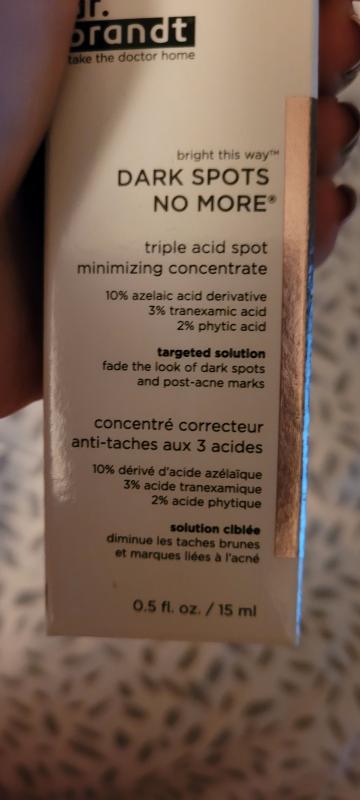 dr.
brandt
take the doctor home
bright this way™
DARK SPOTS
NO MORE®
triple acid spot
minimizing concentrate
10% azelaic acid derivative
3% tranexamic acid
2% phytic acid
targeted solution
fade the look of dark spots
and post-acne marks
concentré correcteur
anti-taches aux 3 acides
10% dérivé d'acide azélaïque
3% acide tranexamique
2% acide phytique
solution ciblée
diminue les taches brunes
et marques liées à l'acné
0.5 fl. oz. / 15 ml